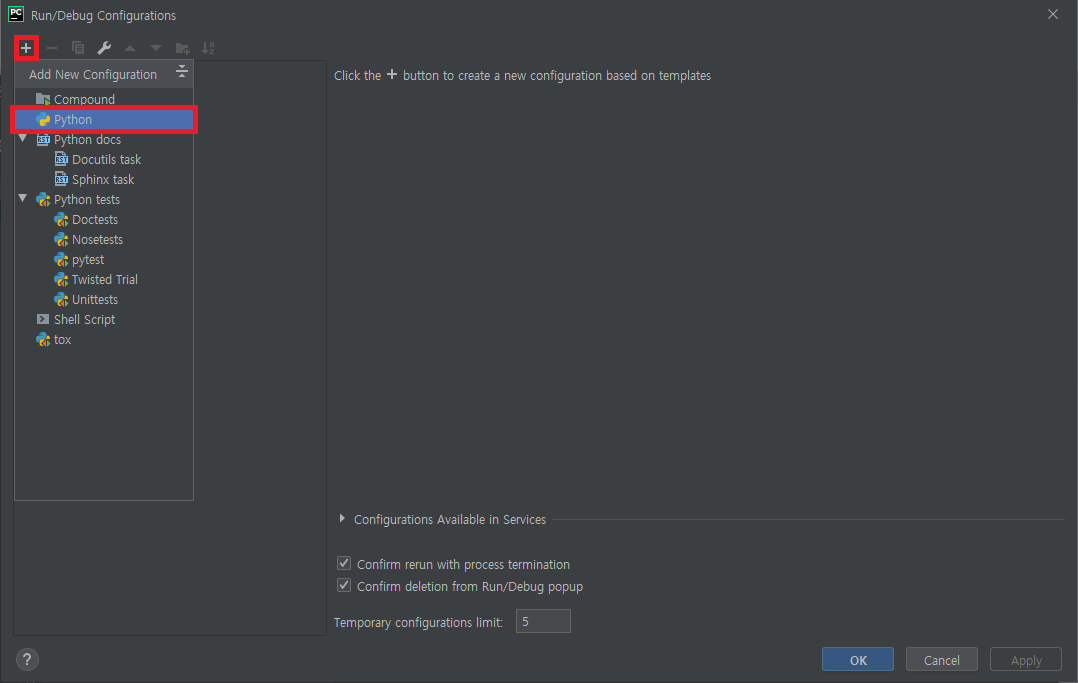 PC Run/Debug Configurations
Add New Configuration
Click the + button to create a new configuration based on templates
Compound
Python
RST Python docs
RST Docutils task
RST Sphinx task
Python tests
Doctests
Nosetests
pytest
Twisted Trial
Unittests
Shell Script
tox
Configurations Available in Services
Confirm rerun with process termination
Confirm deletion from Run/Debug popup
Temporary configurations limit: 5
? OK Cancel Apply